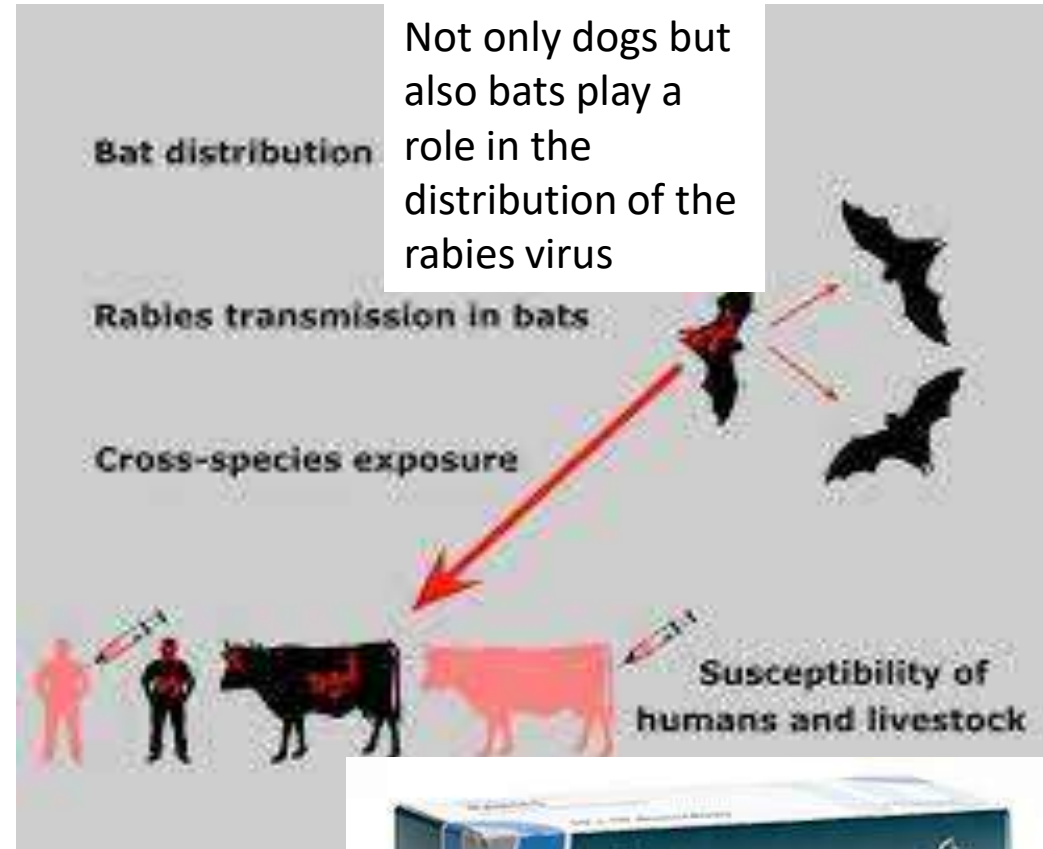 Not only dogs but
also bats play a
role in the
distribution of the
rabies virus
Bat distribution
Rabies transmission in bats
Cross-species exposure
Susceptibility of
humans and livestock